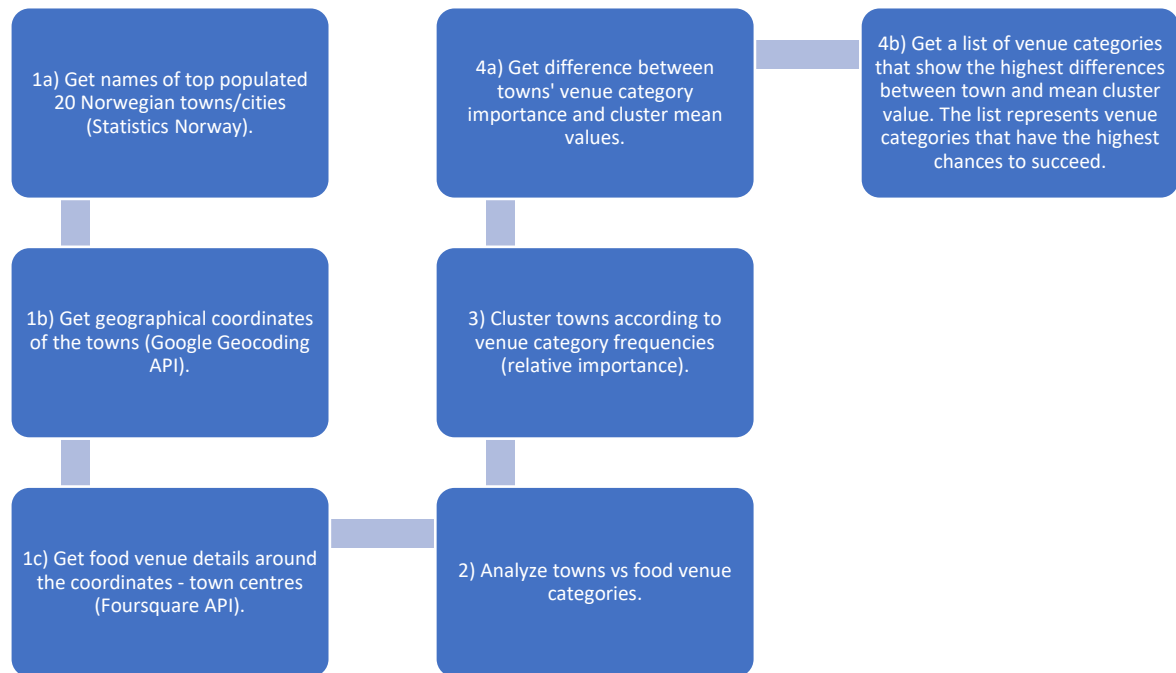 1a) Get names of top populated
20 Norwegian towns/cities
(Statistics Norway).
1b) Get geographical coordinates
of the towns (Google Geocoding
API).
1c) Get food venue details around
the coordinates - town centres
(Foursquare API).
2) Analyze towns vs food venue
categories.
3) Cluster towns according to
venue category frequencies
(relative importance).
4a) Get difference between
towns' venue category
importance and cluster mean
values.
4b) Get a list of venue categories
that show the highest differences
between town and mean cluster
value. The list represents venue
categories that have the highest
chances to succeed.